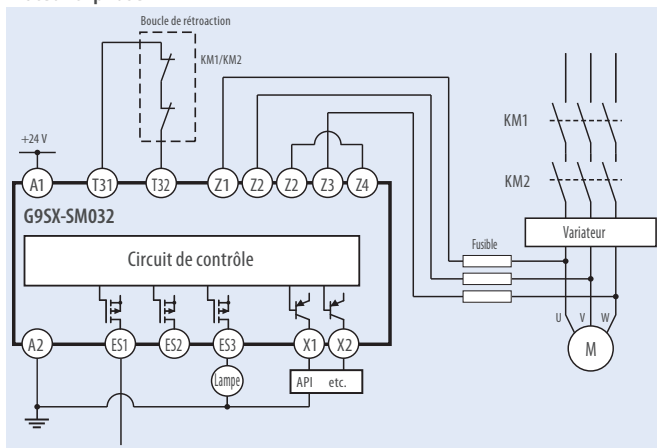 Boucle de rétroaction
KM1/KM2
+24 V
KM1
KM2
A1
T31
T32
Z1
Z2
Z2
Z3
Z4
G9SX-SM032
Variateur
Fusible
Circuit de contrôle
U
V
W
A2
ES1
ES2
ES3
X1
X2
M
Lampe
API etc.